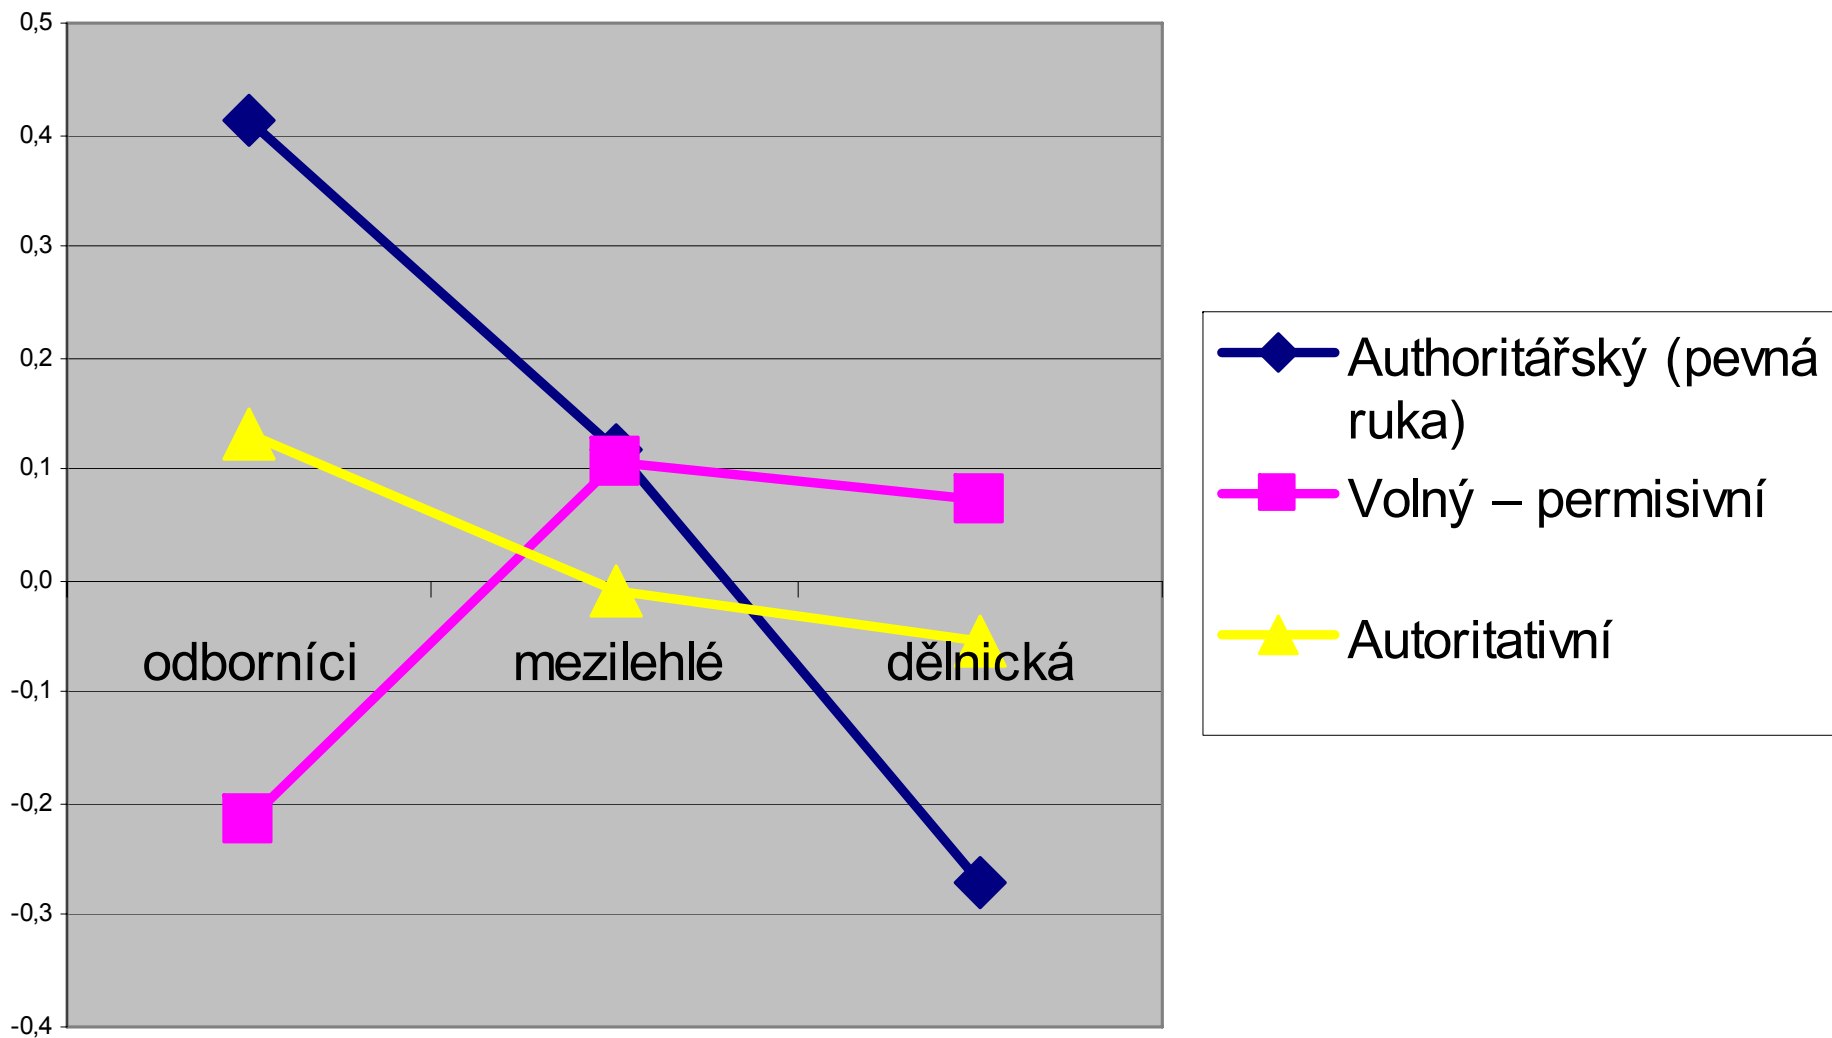 0,5
0,4
0,3
0,2
0,1
0,0
-0,1
-0,2
-0,3
-0,4
odborníci
mezilehlé
dělnická
Authoritářský (pevná
ruka)
Volný – permisivní
Autoritativní